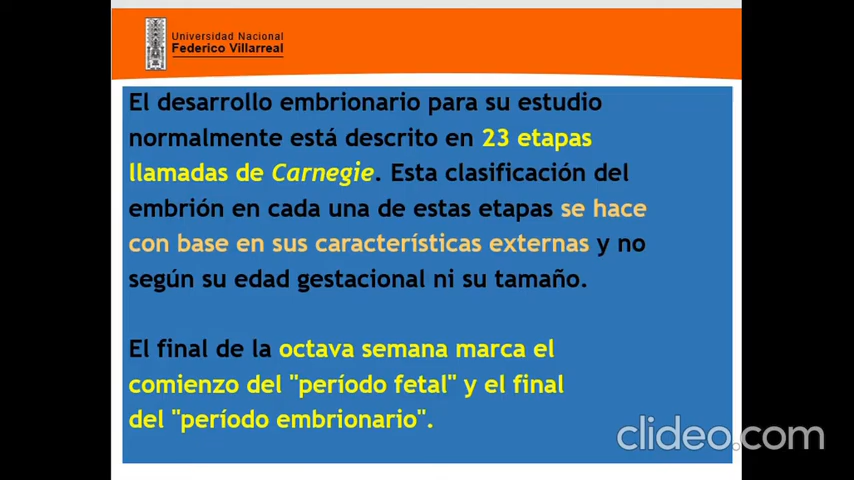 Universidad Nacional
Federico Villarreal
El desarrollo embrionario para su estudio
normalmente está descrito en 23 etapas
llamadas de Carnegie. Esta clasificación del
embrión en cada una de estas etapas se hace
con base en sus características externas y no
según su edad gestacional ni su tamaño.
El final de la octava semana marca el
comienzo del "período fetal" y el final
del "período embrionario".
clideo.com